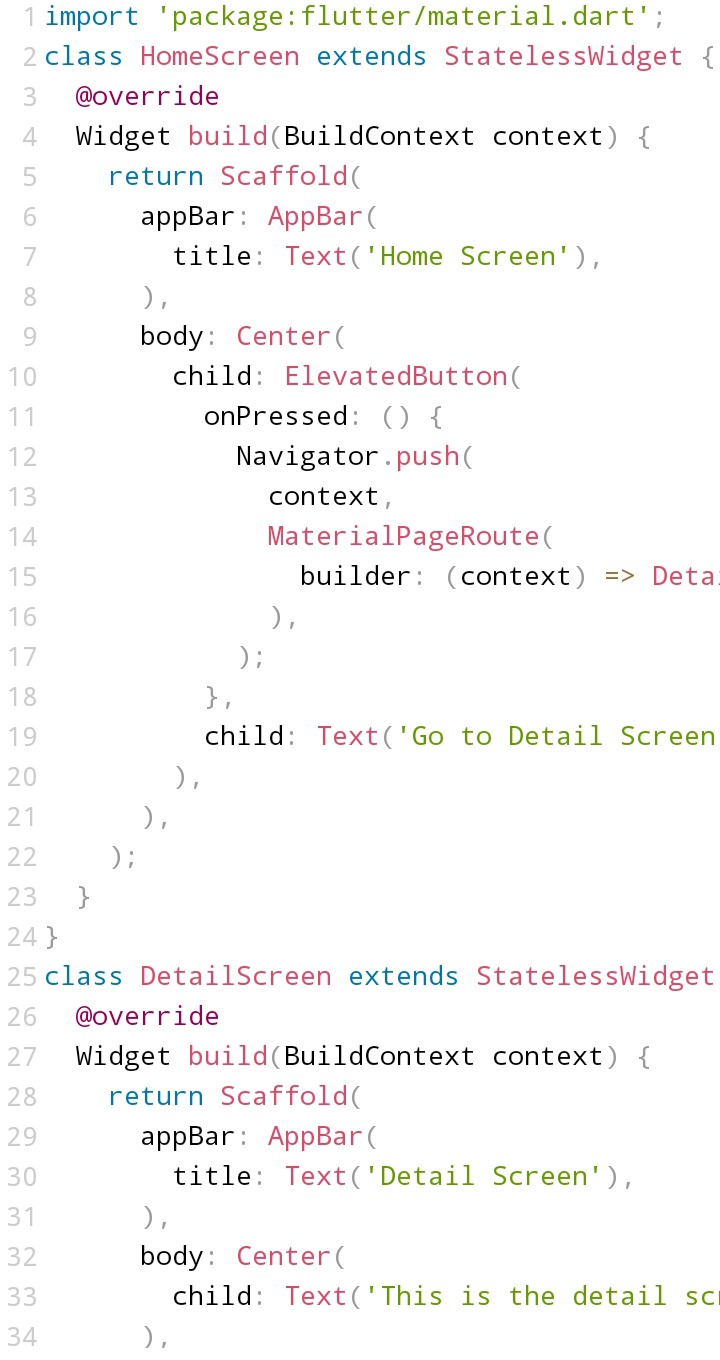 1 import 'package:flutter/material.dart';
2 class HomeScreen extends StatelessWidget {
3   @override
4   Widget build(BuildContext context) {
5     return Scaffold(
6       appBar: AppBar(
7         title: Text('Home Screen'),
8       ),
9       body: Center(
10         child: ElevatedButton(
11           onPressed: () {
12             Navigator.push(
13               context,
14               MaterialPageRoute(
15                 builder: (context) =>
16               ),
17             );
18           },
19           child: Text('Go to Detail Screen
20         ),
21       ),
22     );
23   }
24 }
25 class DetailScreen extends StatelessWidget
26   @override
27   Widget build(BuildContext context) {
28     return Scaffold(
29       appBar: AppBar(
30         title: Text('Detail Screen'),
31       ),
32       body: Center(
33         child: Text('This is the detail
34       ),